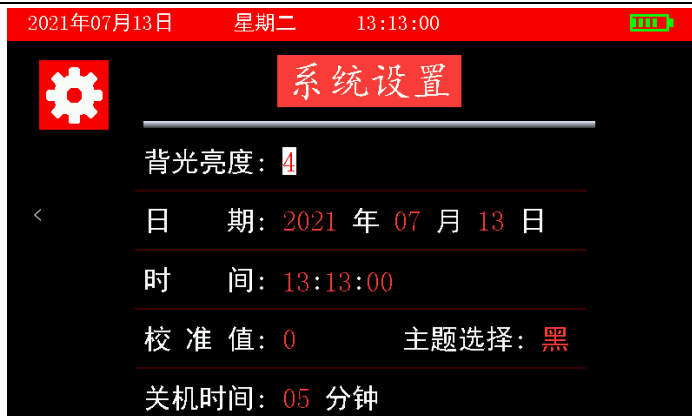 2021年07月13日 星期二 13:13:00
系统设置
背光亮度: 4
<
日 期: 2021 年 07 月 13 日
时 间: 13:13:00
校 准 值: 0 主题选择: 黑
关机时间: 05 分钟